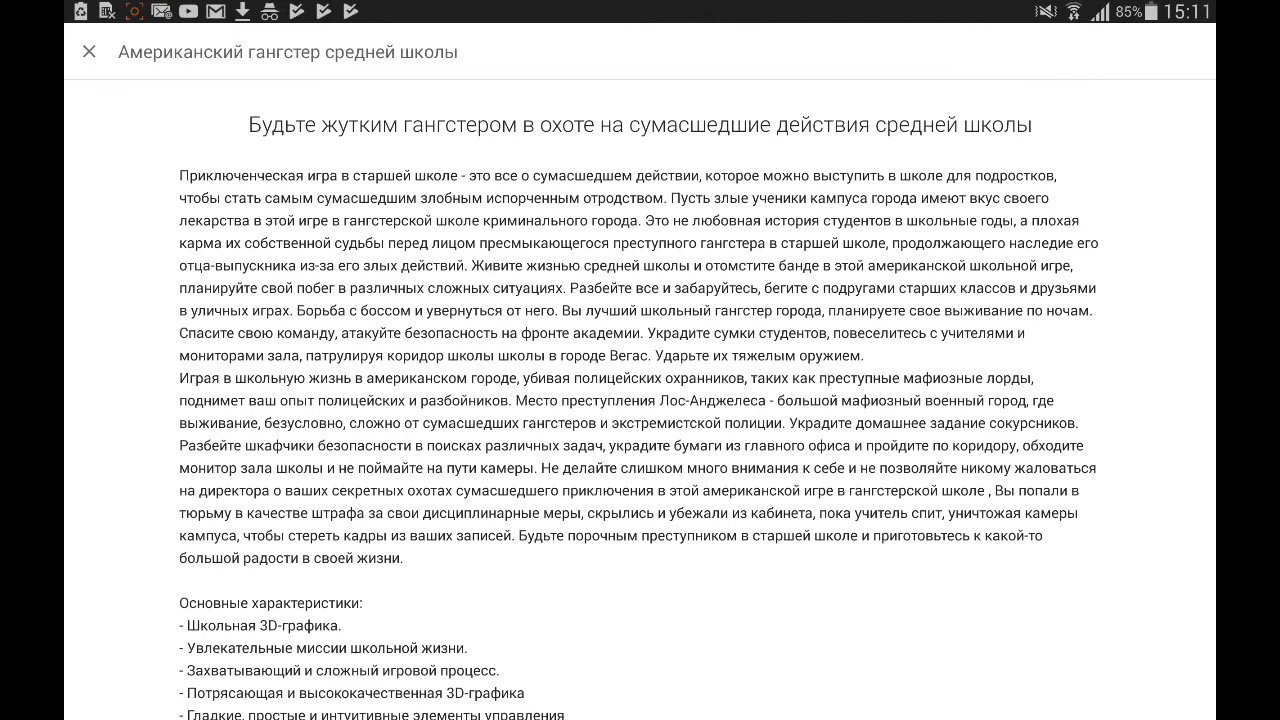 85% 15:11
Американский гангстер средней школы
Будьте жутким гангстером в охоте на сумасшедшие действия средней школы
Приключенческая игра в старшей школе - это все о сумасшедшем действии, которое можно выступить в школе для подростков,
чтобы стать самым сумасшедшим злобным испорченным отродством. Пусть злые ученики кампуса города имеют вкус своего
лекарства в этой игре в гангстерской школе криминального города. Это не любовная история студентов в школьные годы, а плохая
карма их собственной судьбы перед лицом пресмыкающегося преступного гангстера в старшей школе, продолжающего наследие его
отца-выпускника из-за его злых действий. Живите жизнью средней школы и отомстите банде в этой американской школьной игре,
планируйте свой побег в различных сложных ситуациях. Разбейте все и забаруйтесь, бегите с подругами старших классов и друзьями
в уличных играх. Борьба с боссом и увернуться от него. Вы лучший школьный гангстер города, планируете свое выживание по ночам.
Спасите свою команду, атакуйте безопасность на фронте академии. Украдите сумки студентов, повеселитесь с учителями и
мониторами зала, патрулируя коридор школы школы в городе Вегас. Ударьте их тяжелым оружием.
Играя в школьную жизнь в американском городе, убивая полицейских охранников, таких как преступные мафиозные лорды,
поднимет ваш опыт полицейских и разбойников. Место преступления Лос-Анджелеса - большой мафиозный военный город, где
выживание, безусловно, сложно от сумасшедших гангстеров и экстремистской полиции. Украдите домашнее задание сокурсников.
Разбейте шкафчики безопасности в поисках различных задач, украдите бумаги из главного офиса и пройдите по коридору, обходите
монитор зала школы и не поймайте на пути камеры. Не делайте слишком много внимания к себе и не позволяйте никому жаловаться
на директора о ваших секретных охотах сумасшедшего приключения в этой американской игре в гангстерской школе , Вы попали в
тюрьму в качестве штрафа за свои дисциплинарные меры, скрылись и убежали из кабинета, пока учитель спит, уничтожая камеры
кампуса, чтобы стереть кадры из ваших записей. Будьте порочным преступником в старшей школе и приготовьтесь к какой-то
большой радости в своей жизни.
Основные характеристики:
- Школьная 3D-графика.
- Увлекательные миссии школьной жизни.
- Захватывающий и сложный игровой процесс.
- Потрясающая и высококачественная 3D-графика
- Гладкие, простые и интуитивные элементы управления